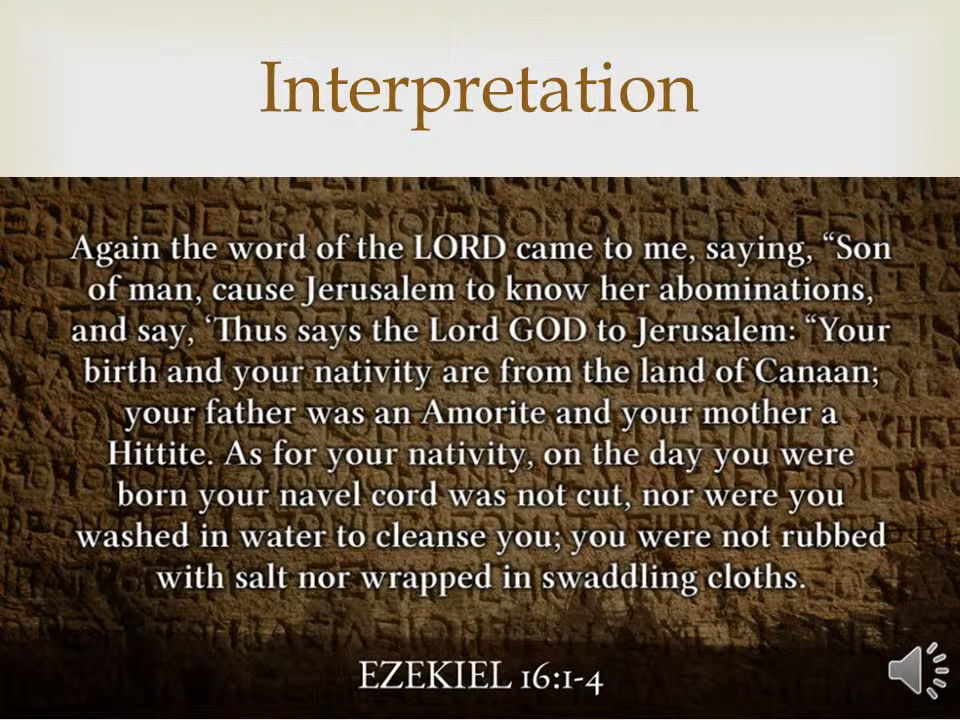 Interpretation
Again the word of the LORD came to me, saying, “Son
of man, cause Jerusalem to know her abominations,
and say, ‘Thus says the Lord GOD to Jerusalem: “Your
birth and your nativity are from the land of Canaan;
your father was an Amorite and your mother a
Hittite. As for your nativity, on the day you were
born your navel cord was not cut, nor were you
washed in water to cleanse you; you were not rubbed
with salt nor wrapped in swaddling cloths.
EZEKIEL 16:1-4